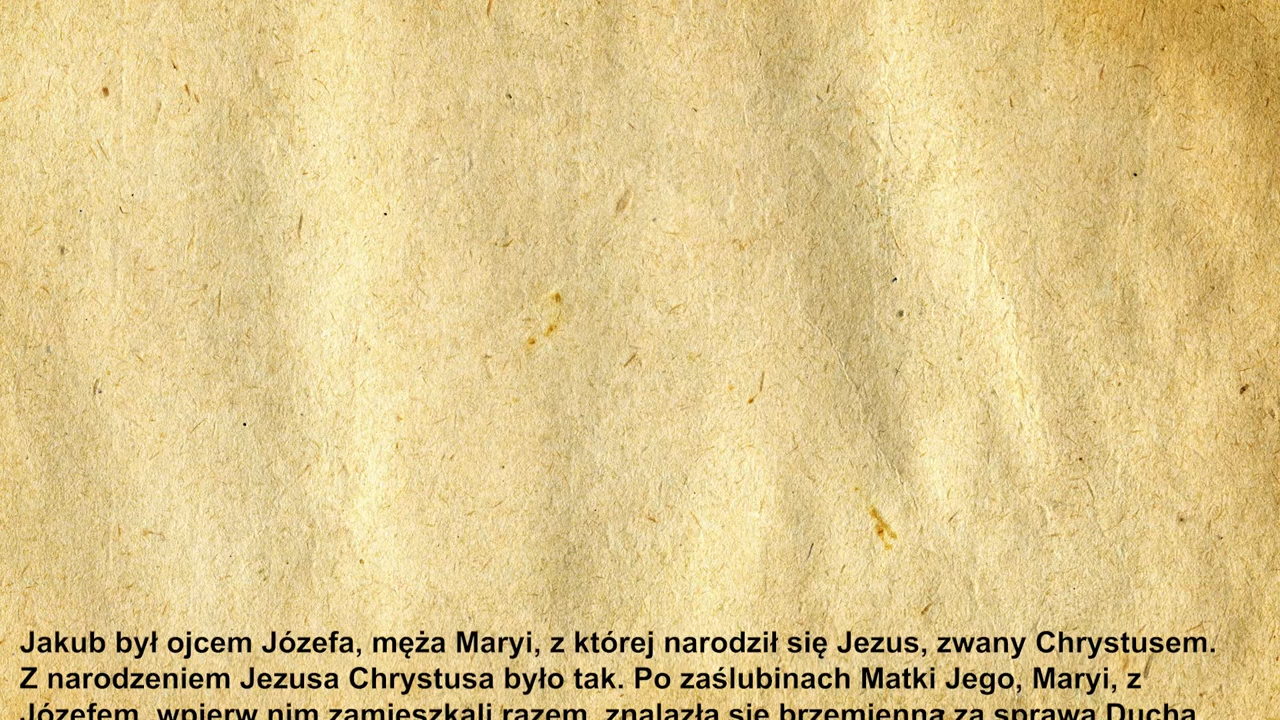 Jakub był ojcem Józefa, męża Maryi, z której narodził się Jezus, zwany Chrystusem.
Z narodzeniem Jezusa Chrystusa było tak. Po zaślubinach Matki Jego, Maryi, z
Józefem, wpierw nim zamieszkali razem, znalazła się brzemienną za sprawą Ducha